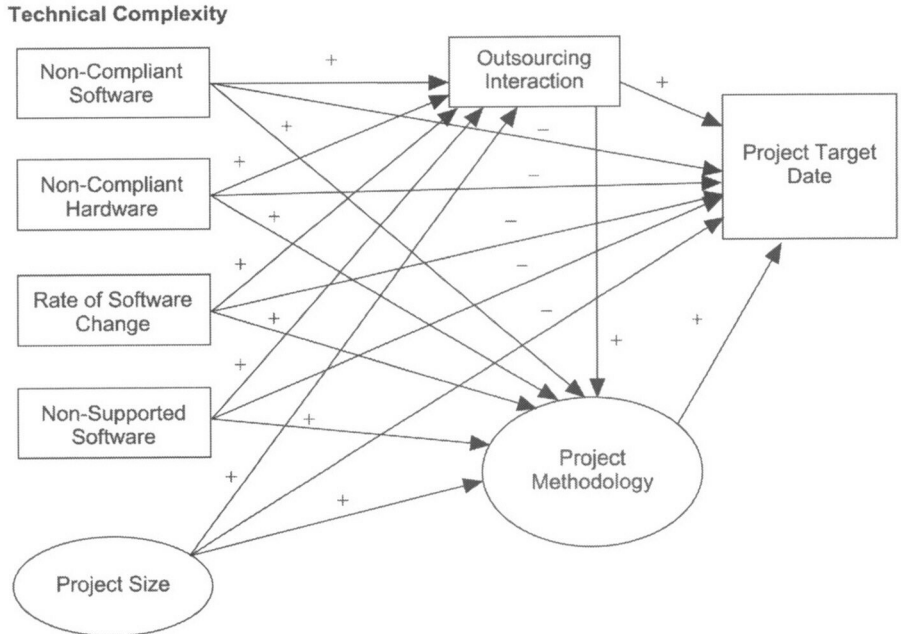 Technical Complexity
Non-Compliant
Software
Non-Compliant
Hardware
Rate of Software
Change
Non-Supported
Software
Project Size
Outsourcing
Interaction
Project Methodology
Project Target
Date
+
+
+
+
+
+
+
+
+
+
+
+
+
–
–
–
–
–